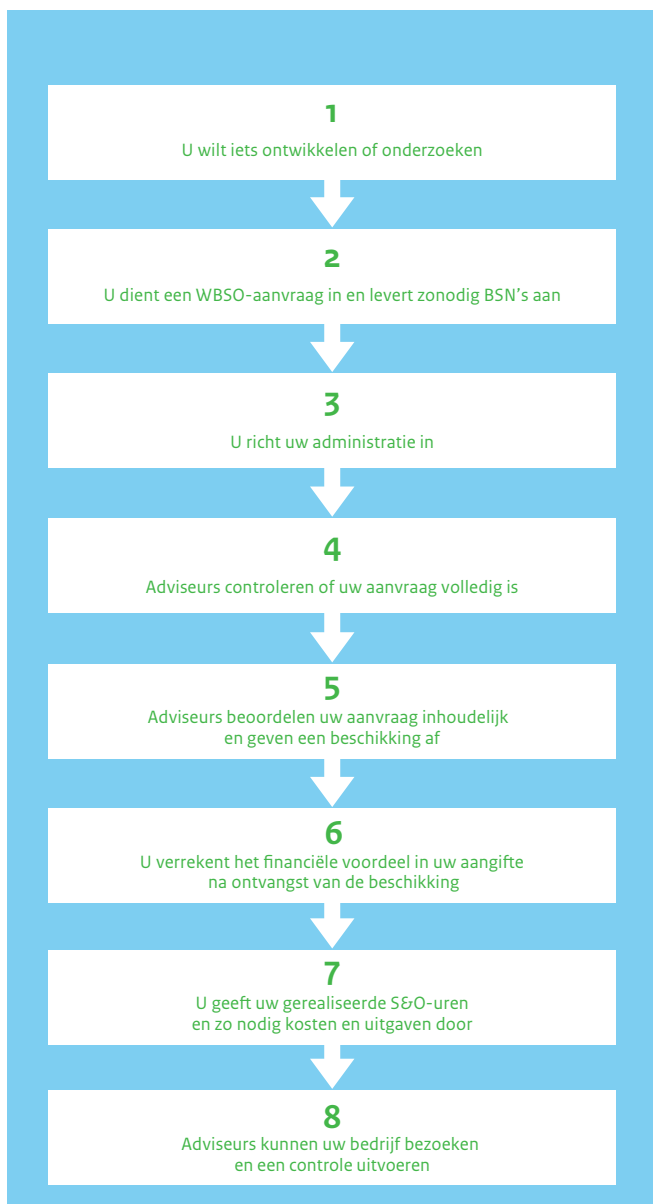 1
U wilt iets ontwikkelen of onderzoeken
2
U dient een WBSO-aanvraag in en levert zonodig BSN's aan
3
U richt uw administratie in
4
Adviseurs controleren of uw aanvraag volledig is
5
Adviseurs beoordelen uw aanvraag inhoudelijk
en geven een beschikking af
6
U verrekent het financiële voordeel in uw aangifte
na ontvangst van de beschikking
7
U geeft uw gerealiseerde S&O-uren
en zo nodig kosten en uitgaven door
8
Adviseurs kunnen uw bedrijf bezoeken
en een controle uitvoeren